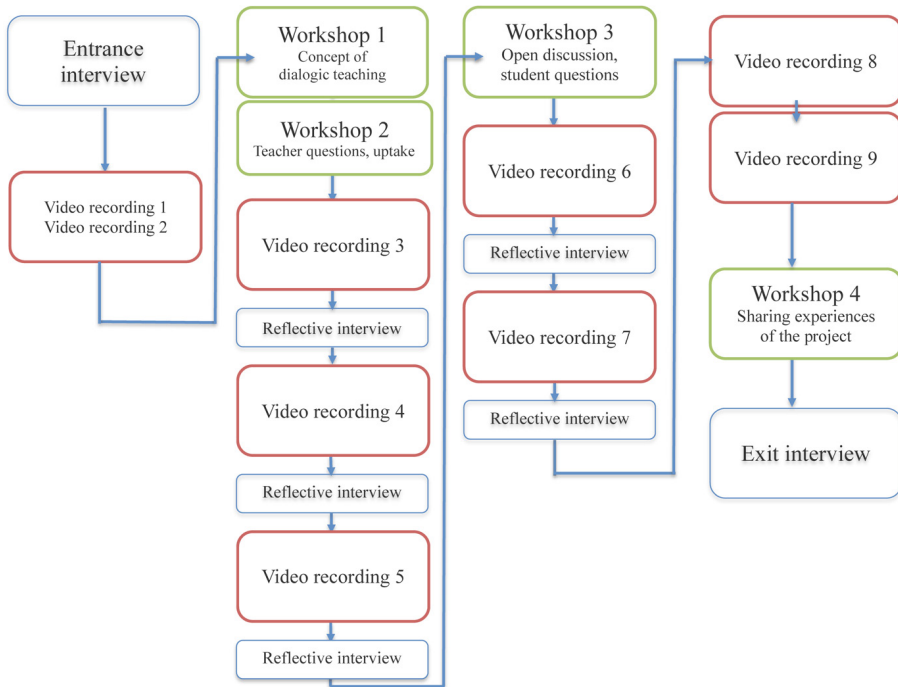 Entrance
interview
Video recording 1
Video recording 2
Workshop 1
Concept of
dialogic teaching
Workshop 2
Teacher questions, uptake
Video recording 3
Reflective interview
Video recording 4
Reflective interview
Video recording 5
Reflective interview
Workshop 3
Open discussion,
student questions
Video recording 6
Reflective interview
Video recording 7
Reflective interview
Video recording 8
Video recording 9
Workshop 4
Sharing experiences
of the project
Exit interview